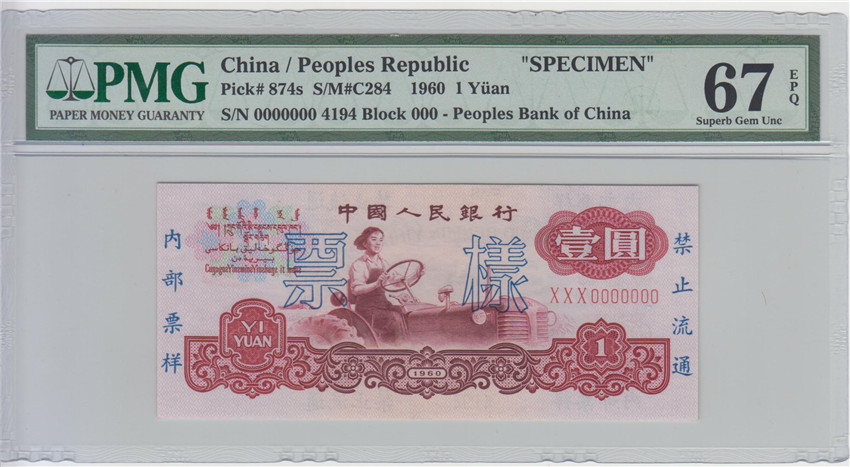 PMG
PAPER MONEY GUARANTY
China / Peoples Republic "SPECIMEN"
Pick# 874s S/M#C284 1960 1 Yüan
S/N 0000000 4194 Block 000 - Peoples Bank of China
67
EPQ
Superb Gem Unc
中國人民銀行
壹圓
票樣
内部票样
禁止流通
XXX0000000
YI
YUAN
1960
1